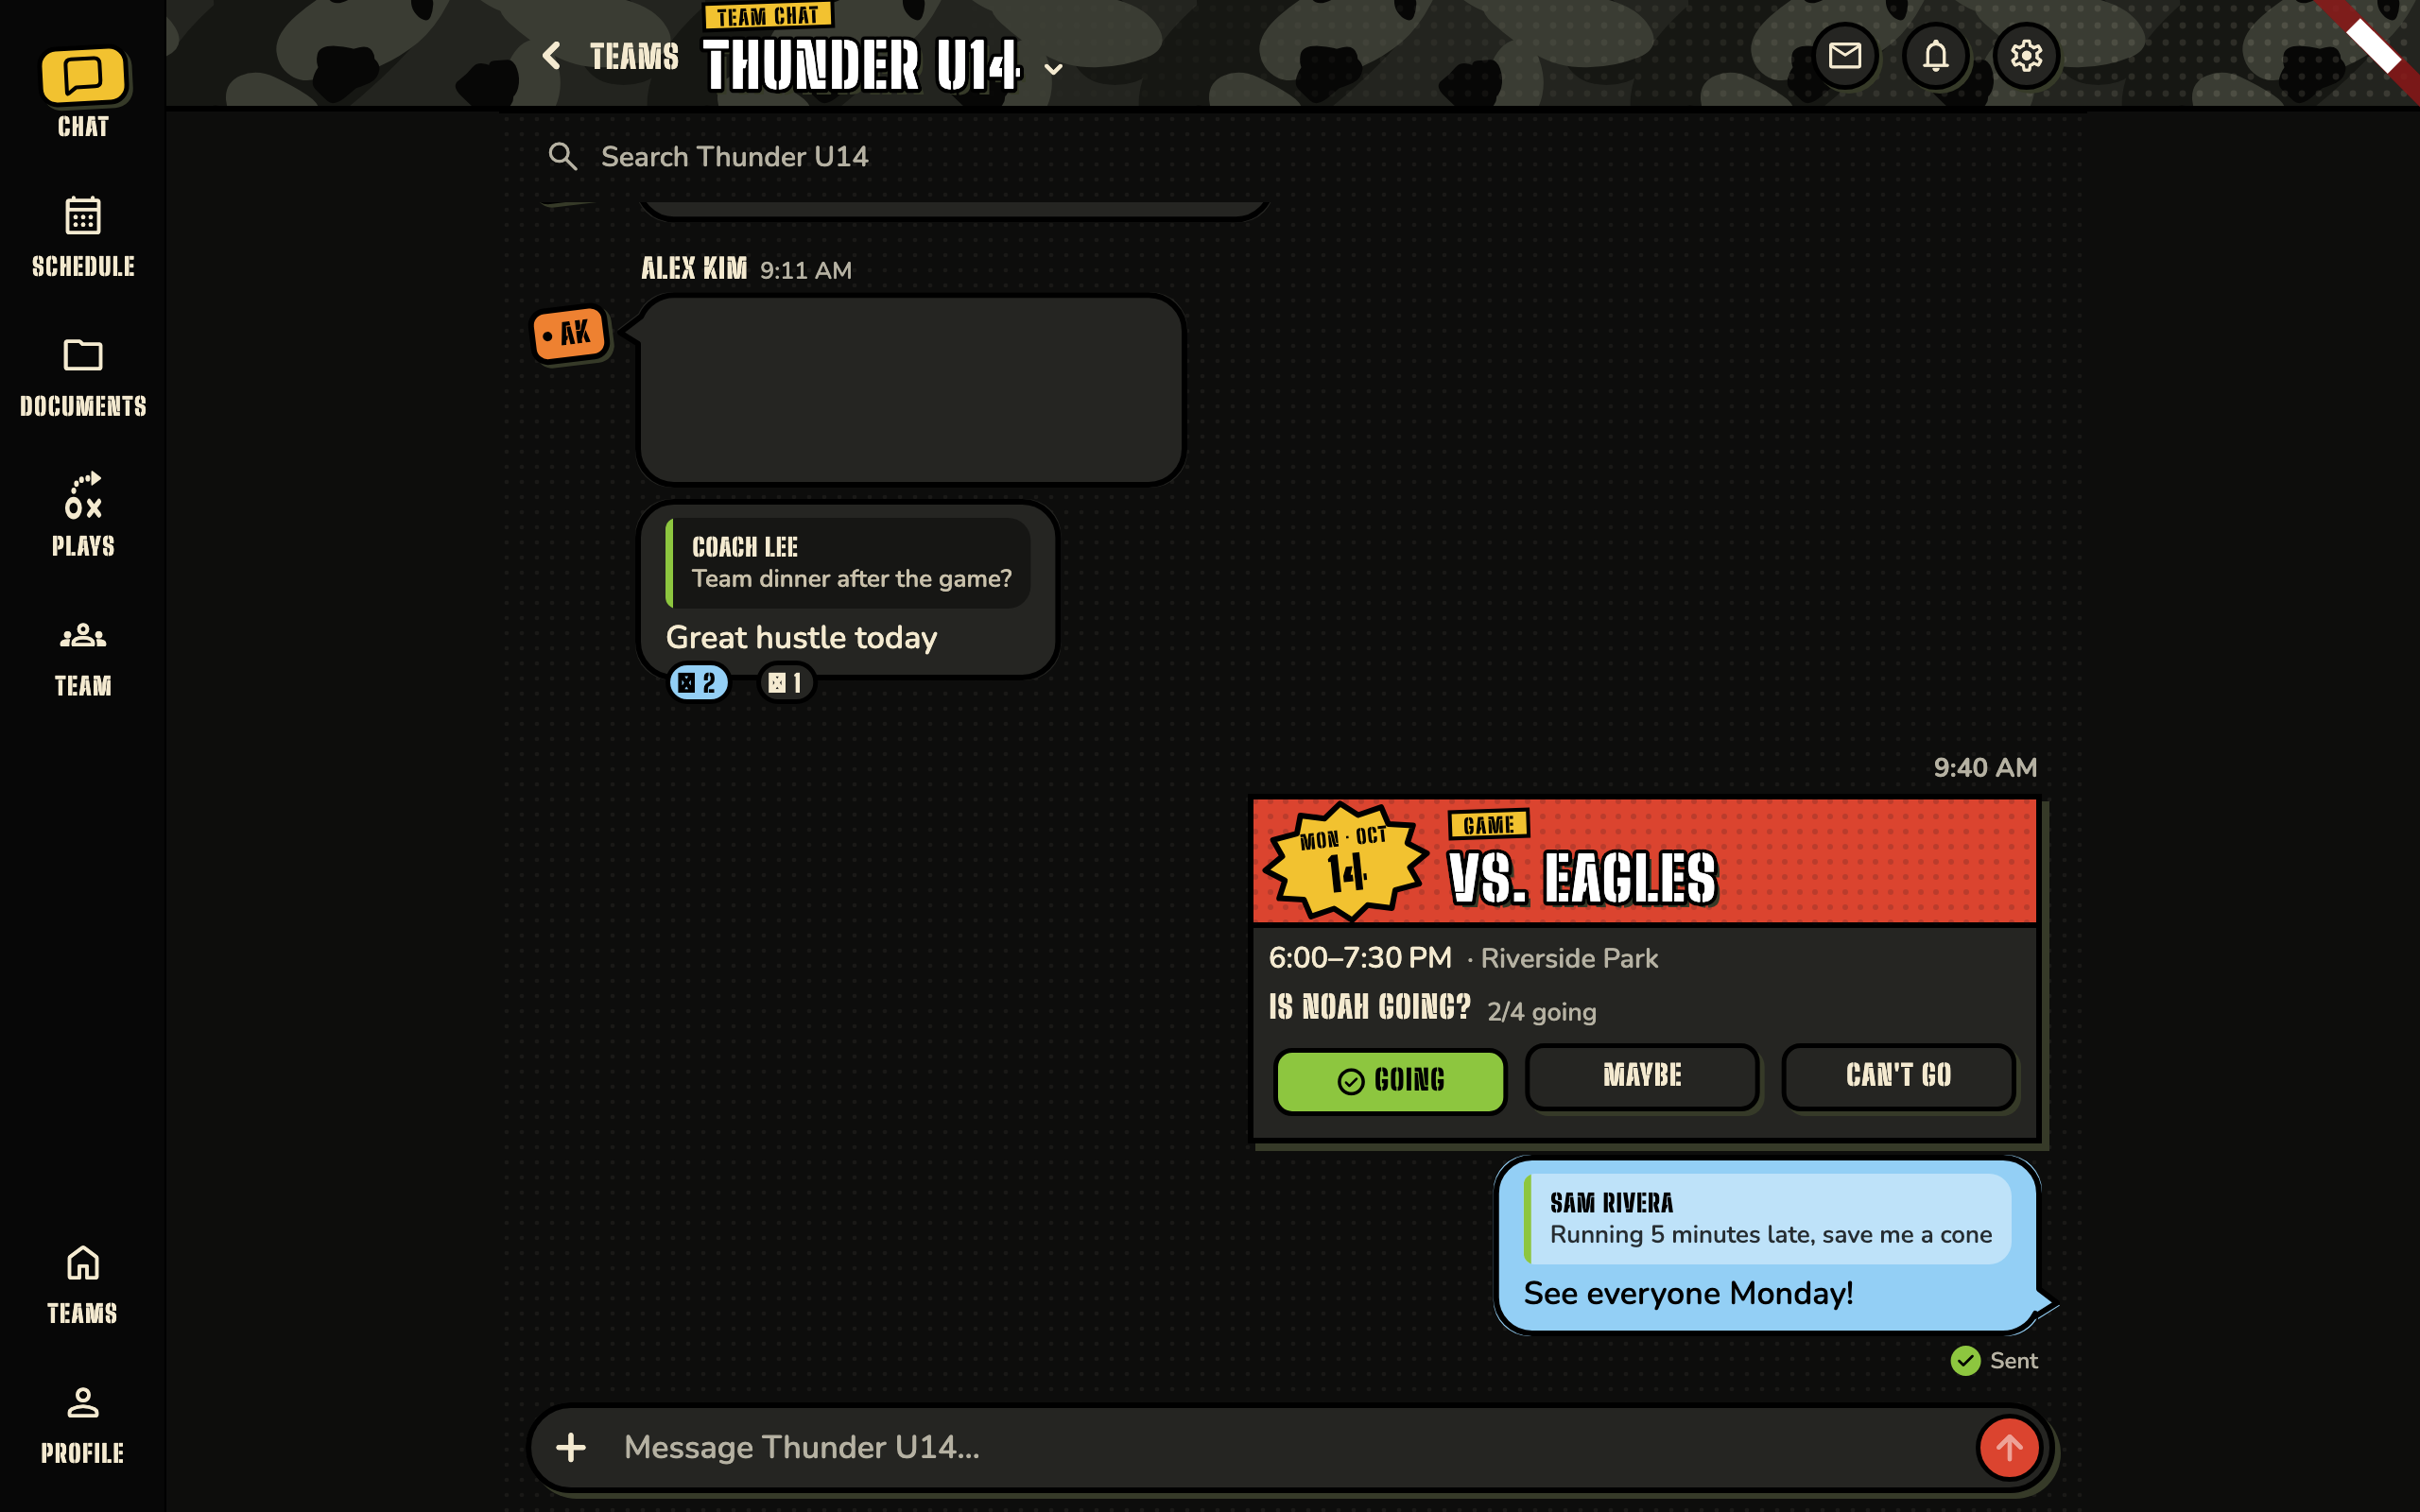 TEAM CHAT
TEAMS
THUNDER U14
CHAT
SCHEDULE
DOCUMENTS
PLAYS
TEAM
TEAMS
PROFILE
Search Thunder U14
ALEX KIM 9:11 AM
• AK
COACH LEE
Team dinner after the game?
Great hustle today
2
1
9:40 AM
MON · OCT
14
GAME
VS. EAGLES
6:00–7:30 PM · Riverside Park
IS NOAH GOING? 2/4 going
GOING
MAYBE
CAN'T GO
SAM RIVERA
Running 5 minutes late, save me a cone
See everyone Monday!
Sent
Message Thunder U14...